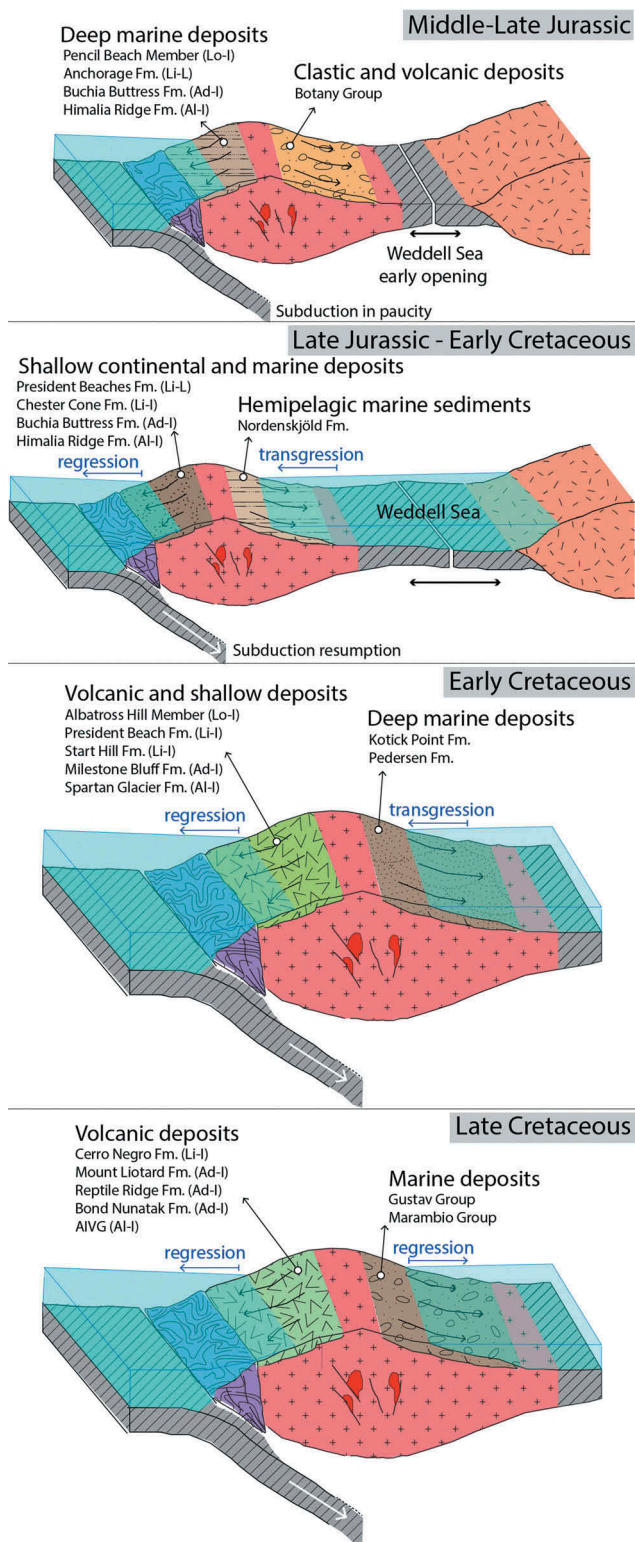 Middle-Late Jurassic
Deep marine deposits
Pencil Beach Member (Lo-I)
Anchorage Fm. (Li-L)
Buchia Buttress Fm. (Ad-I)
Himalia Ridge Fm. (Al-I)
Clastic and volcanic deposits
Botany Group
Weddell Sea
early opening
Subduction in paucity
Late Jurassic - Early Cretaceous
Shallow continental and marine deposits
President Beaches Fm. (Li-L)
Chester Cone Fm. (Li-I)
Buchia Buttress Fm. (Ad-I)
Himalia Ridge Fm. (Al-I)
Hemipelagic marine sediments
Nordenskjöld Fm.
regression
transgression
Weddell Sea
Subduction resumption
Early Cretaceous
Volcanic and shallow deposits
Albatross Hill Member (Lo-I)
President Beach Fm. (Li-I)
Start Hill Fm. (Li-I)
Milestone Bluff Fm. (Ad-I)
Spartan Glacier Fm. (Al-I)
Deep marine deposits
Kotick Point Fm.
Pedersen Fm.
regression
transgression
Late Cretaceous
Volcanic deposits
Cerro Negro Fm. (Li-I)
Mount Liotard Fm. (Ad-I)
Reptile Ridge Fm. (Ad-I)
Bond Nunatak Fm. (Ad-I)
AIVG (Al-I)
Marine deposits
Gustav Group
Marambio Group
regression
regression